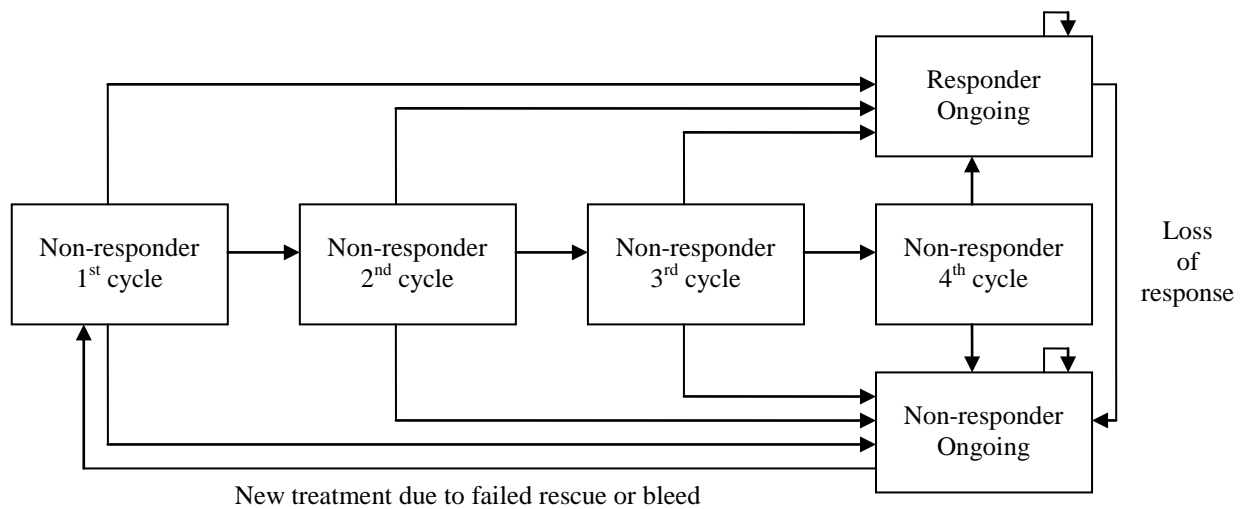 Responder
Ongoing
Non-responder
1st cycle
Non-responder
2nd cycle
Non-responder
3rd cycle
Non-responder
4th cycle
Loss
of
response
Non-responder
Ongoing
New treatment due to failed rescue or bleed